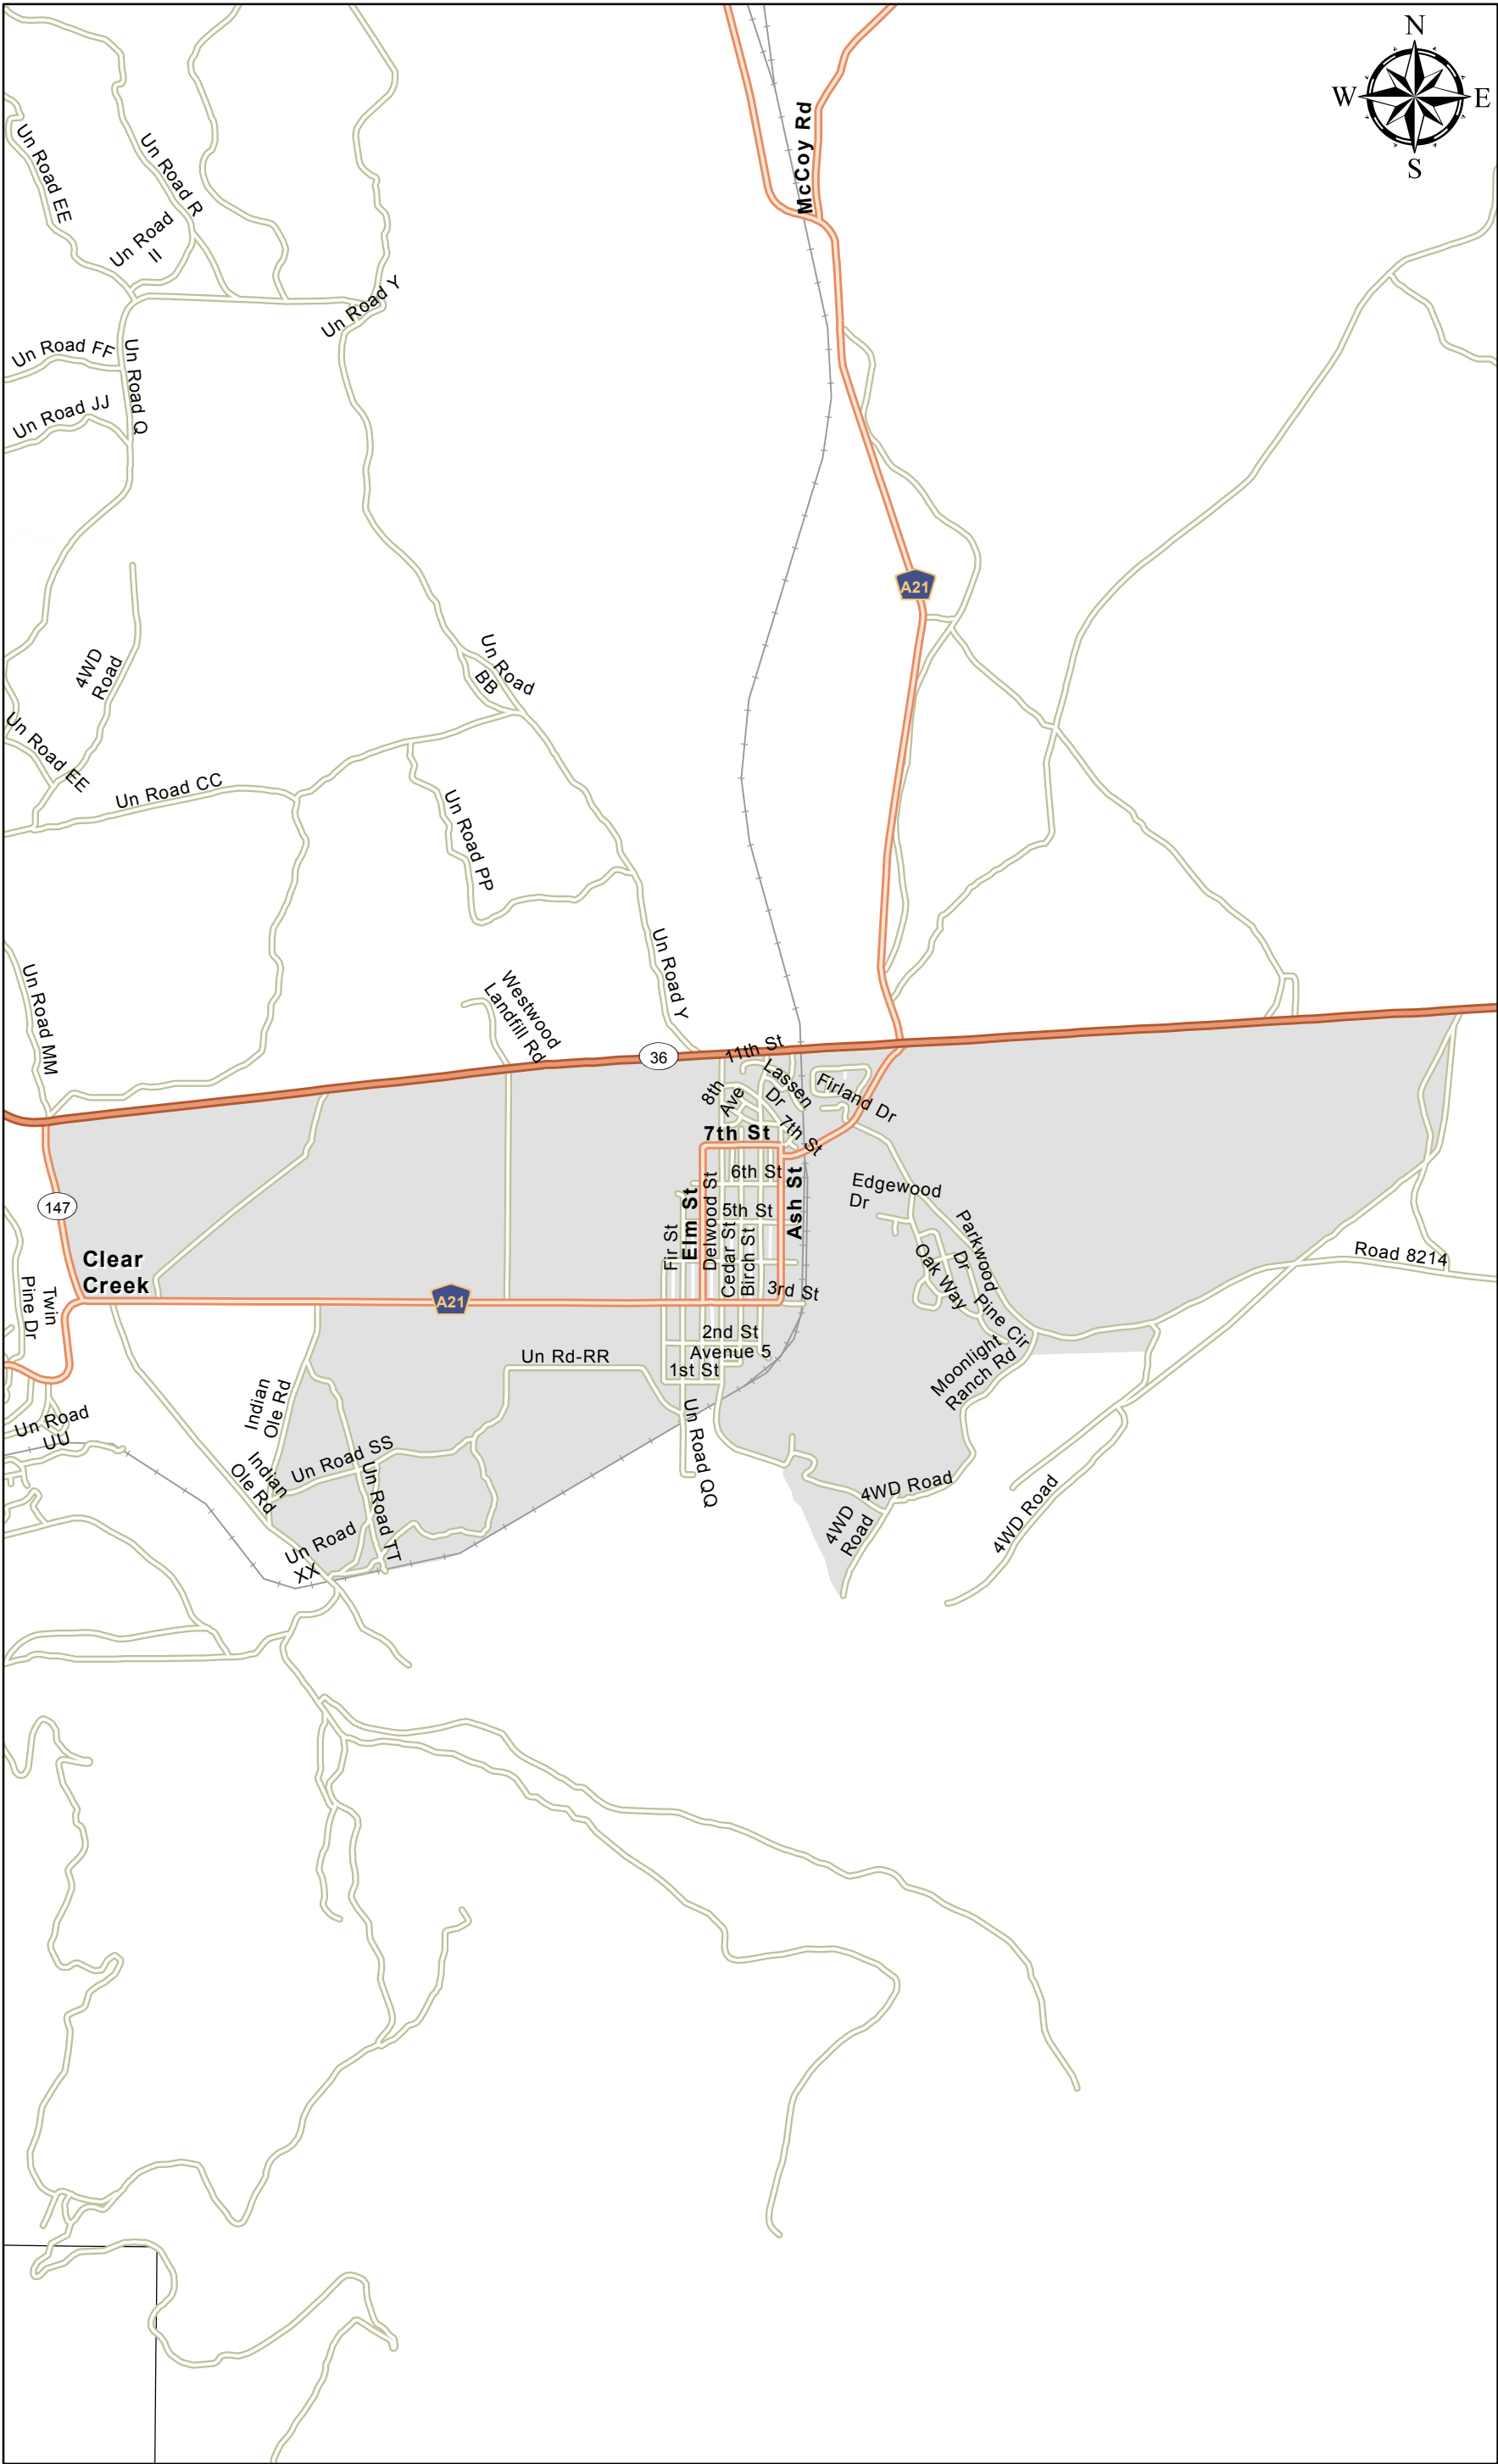 N
W
E
S
McCoy Rd
Un Road EE
Un Road R
Un Road
II
Un Road Y
Un Road FF
Un Road Q
Un Road JJ
A21
4WD
Road
Un Road
BB
Un Road EE
Un Road CC
Un Road PP
Un Road MM
Westwood
Landfill Rd
Un Road Y
36
11th St
Lassen
Dr
8th
Ave
Firland Dr
7th St
7th St
6th St
Edgewood
Dr
147
Elm St
Delwood St
Ash St
5th St
Fir St
Cedar St
Birch St
Parkwood
Dr
Oak Way
Clear
Creek
Road 8214
Twin
Pine Dr
A21
3rd St
Pine Cir
2nd St
Avenue 5
1st St
Un Rd-RR
Moonlight
Ranch Rd
Indian
Ole Rd
Un Road
UU
Un Road QQ
Un Road SS
Indian
Ole Rd
Un Road TT
4WD Road
4WD
Road
4WD Road
Un Road
XX